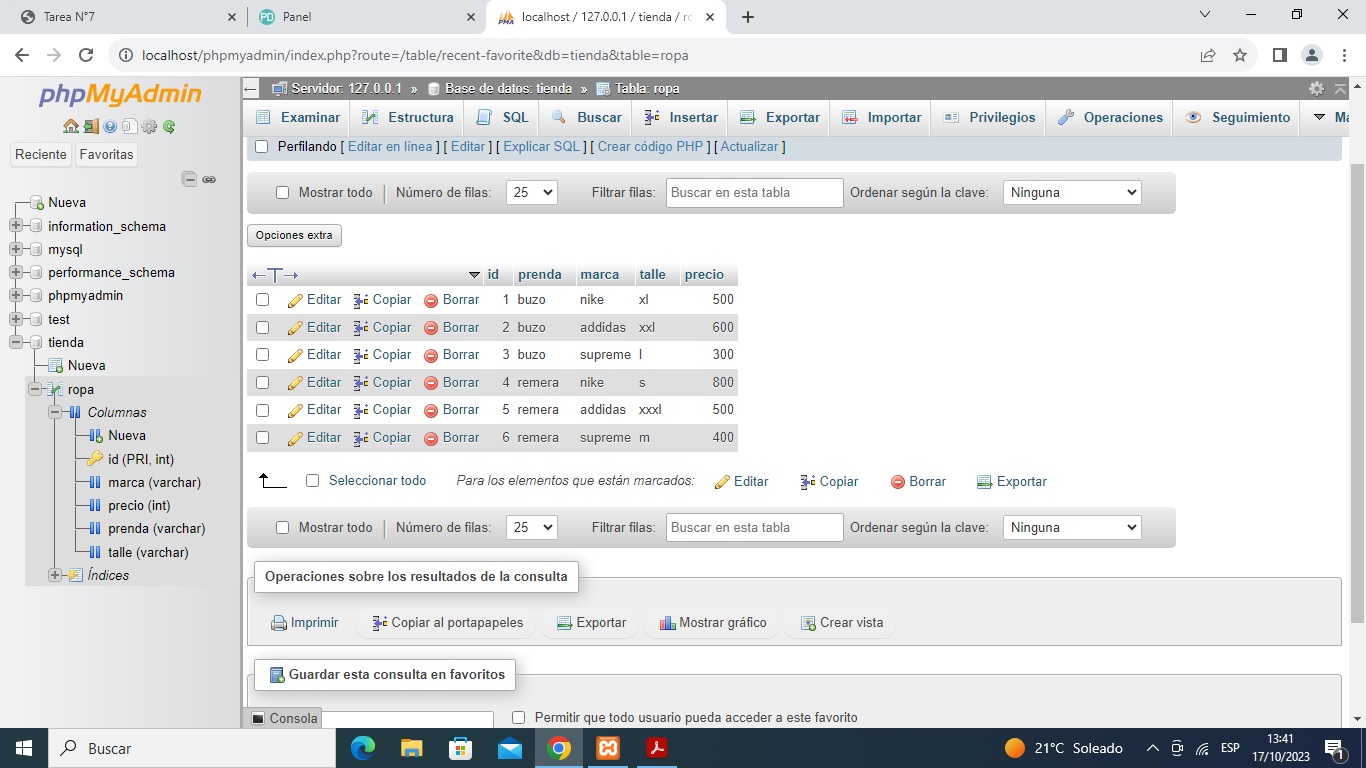 Tarea N°7
Panel
localhost / 127.0.0.1 / tienda / ro
localhost/phpmyadmin/index.php?route=/table/recent-favorite&db=tienda&table=ropa
phpMyAdmin
Reciente Favoritas
Nueva
information_schema
mysql
performance_schema
phpmyadmin
test
tienda
Nueva
ropa
Columnas
Nueva
id (PRI, int)
marca (varchar)
precio (int)
prenda (varchar)
talle (varchar)
Índices
Servidor: 127.0.0.1 » Base de datos: tienda » Tabla: ropa
Examinar Estructura SQL Buscar Insertar Exportar Importar Privilegios Operaciones Seguimiento Má
Perfilando [ Editar en línea ] [ Editar ] [ Explicar SQL ] [ Crear código PHP ] [ Actualizar ]
Mostrar todo Número de filas: 25 Filtrar filas: Buscar en esta tabla Ordenar según la clave: Ninguna
Opciones extra
id prenda marca talle precio
Editar Copiar Borrar 1 buzo nike xl 500
Editar Copiar Borrar 2 buzo addidas xxl 600
Editar Copiar Borrar 3 buzo supreme l 300
Editar Copiar Borrar 4 remera nike s 800
Editar Copiar Borrar 5 remera addidas xxxl 500
Editar Copiar Borrar 6 remera supreme m 400
Seleccionar todo Para los elementos que están marcados: Editar Copiar Borrar Exportar
Mostrar todo Número de filas: 25 Filtrar filas: Buscar en esta tabla Ordenar según la clave: Ninguna
Operaciones sobre los resultados de la consulta
Imprimir Copiar al portapapeles Exportar Mostrar gráfico Crear vista
Guardar esta consulta en favoritos
Consola
Permitir que todo usuario pueda acceder a este favorito
Buscar
21°C Soleado
ESP
13:41
17/10/2023
1